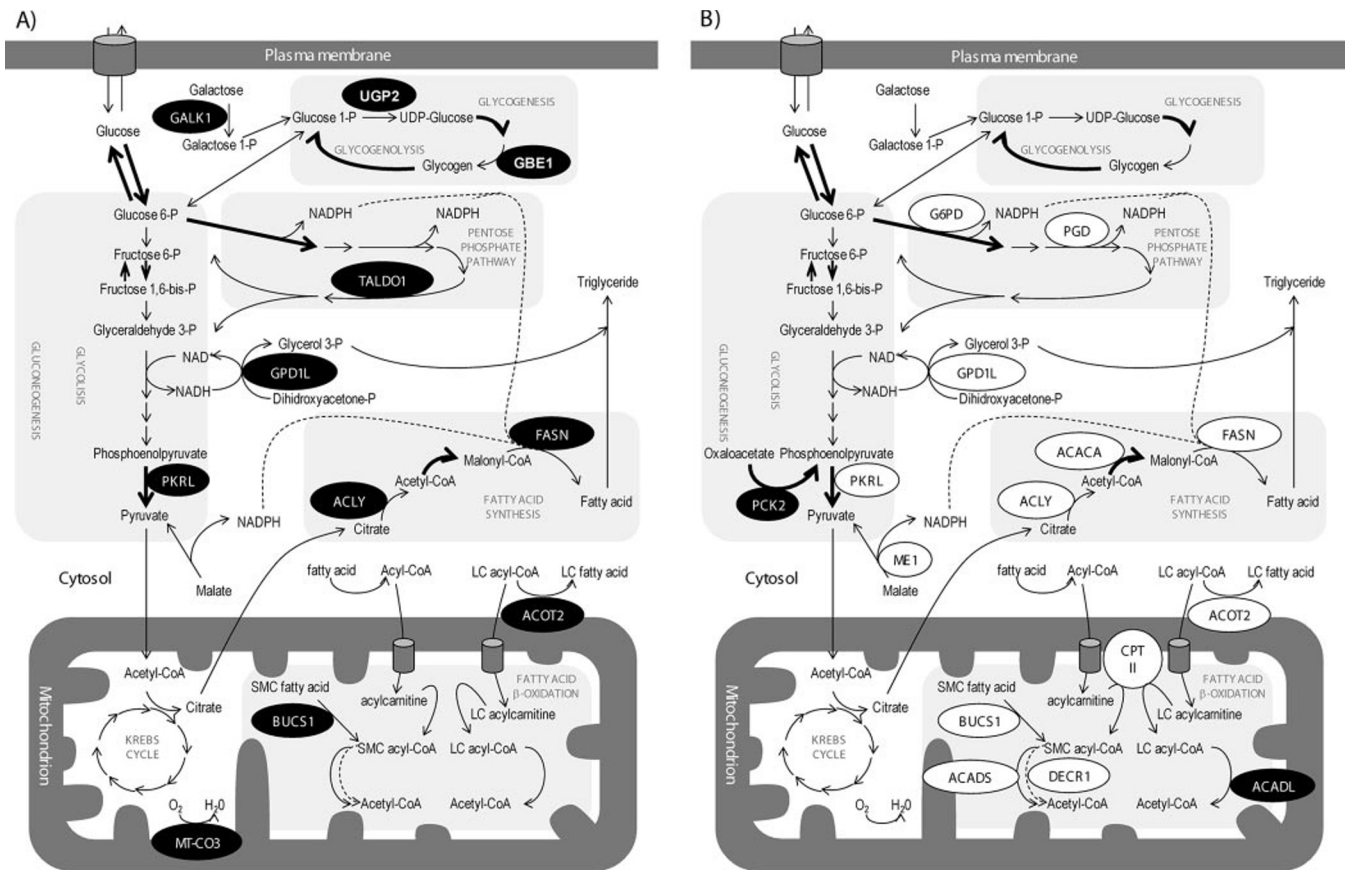 A)
Plasma membrane
Galactose
GALK1
Galactose 1-P
Glucose
UGP2
GLYCOGENESIS
Glucose 1-P
UDP-Glucose
GLYCOGENOLYSIS
Glycogen
GBE1
Glucose 6-P
NADPH
NADPH
PENTOSE
PHOSPHATE
PATHWAY
Fructose 6-P
TALDO1
Fructose 1,6-bis-P
Triglyceride
Glyceraldehyde 3-P
GLUCONEOGENESIS
GLYCOLISIS
NAD⁺
NADH
Glycerol 3-P
GPD1L
Dihidroxyacetone-P
Phosphoenolpyruvate
PKRL
Pyruvate
FASN
Malonyl-CoA
Acetyl-CoA
ACLY
Citrate
FATTY ACID
SYNTHESIS
Fatty acid
NADPH
Malate
Cytosol
fatty acid
Acyl-CoA
LC acyl-CoA
LC fatty acid
ACOT2
Mitochondrion
Acetyl-CoA
Citrate
KREBS
CYCLE
O2
H20
MT-CO3
SMC fatty acid
BUCS1
acylcarnitine
FATTY ACID
β-OXIDATION
LC acylcarnitine
SMC acyl-CoA
LC acyl-CoA
Acetyl-CoA
Acetyl-CoA
B)
Plasma membrane
Galactose
Galactose 1-P
Glucose
GLYCOGENESIS
Glucose 1-P
UDP-Glucose
GLYCOGENOLYSIS
Glycogen
Glucose 6-P
G6PD
NADPH
PGD
NADPH
PENTOSE
PHOSPHATE
PATHWAY
Fructose 6-P
Fructose 1,6-bis-P
Triglyceride
Glyceraldehyde 3-P
GLUCONEOGENESIS
GLYCOLISIS
NAD⁺
NADH
Glycerol 3-P
GPD1L
Dihidroxyacetone-P
Oxaloacetate
Phosphoenolpyruvate
PCK2
PKRL
Pyruvate
FASN
ACACA
Malonyl-CoA
Acetyl-CoA
ACLY
Citrate
FATTY ACID
SYNTHESIS
Fatty acid
NADPH
ME1
Malate
Cytosol
fatty acid
Acyl-CoA
LC acyl-CoA
LC fatty acid
ACOT2
Mitochondrion
CPT
II
Acetyl-CoA
Citrate
KREBS
CYCLE
O2
H20
SMC fatty acid
BUCS1
acylcarnitine
FATTY ACID
β-OXIDATION
LC acylcarnitine
SMC acyl-CoA
LC acyl-CoA
ACADS
DECR1
ACADL
Acetyl-CoA
Acetyl-CoA